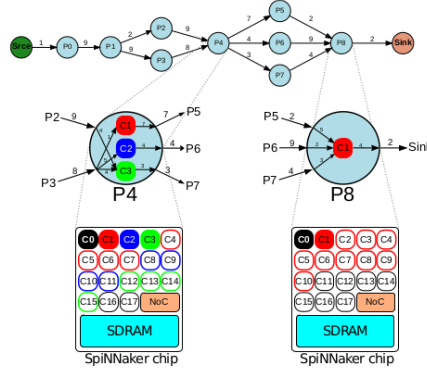 Srce 1 P0 9 P1 2 9 P2 P3 9 8 P4 7 4 3 P5 P6 P7 2 9 4 P8 2 Sink
P2 9 C1 7 P5
C2 4 P6
P3 8 C3 3 P7
P4
P5 2
P6 9 C1 4 2 Sink
P7 4
P8
C0 C1 C2 C3 C4
C5 C6 C7 C8 C9
C10 C11 C12 C13 C14
C15 C16 C17 NoC
SDRAM
SpiNNaker chip
C0 C1 C2 C3 C4
C5 C6 C7 C8 C9
C10 C11 C12 C13 C14
C15 C16 C17 NoC
SDRAM
SpiNNaker chip